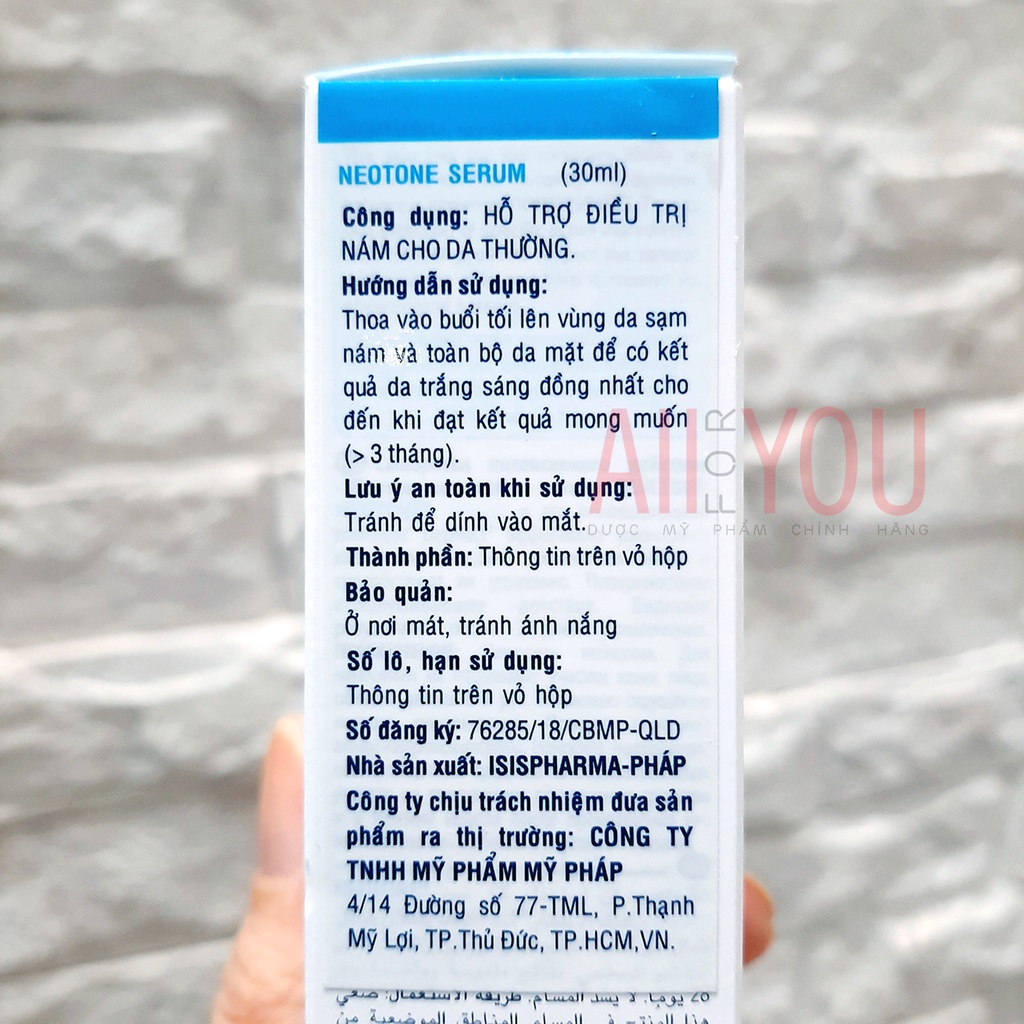 NEOTONE SERUM (30ml)
Công dụng: HỖ TRỢ ĐIỀU TRỊ
NÁM CHO DA THƯỜNG.
Hướng dẫn sử dụng:
Thoa vào buổi tối lên vùng da sạm
nám và toàn bộ da mặt để có kết
quả da trắng sáng đồng nhất cho
đến khi đạt kết quả mong muốn
(> 3 tháng).
Lưu ý an toàn khi sử dụng:
Tránh để dính vào mắt.
Thành phần: Thông tin trên vỏ hộp
Bảo quản:
Ở nơi mát, tránh ánh nắng
Số lô, hạn sử dụng:
Thông tin trên vỏ hộp
Số đăng ký: 76285/18/CBMP-QLD
Nhà sản xuất: ISISPHARMA-PHÁP
Công ty chịu trách nhiệm đưa sản
phẩm ra thị trường: CÔNG TY
TNHH MỸ PHẨM MỸ PHÁP
4/14 Đường số 77-TML, P.Thạnh
Mỹ Lợi, TP.Thủ Đức, TP.HCM,VN.
All FOR YOU
DƯỢC MỸ PHẨM CHÍNH HÃNG
يوما. لا يسد المسام. طريقة الاستعمال: